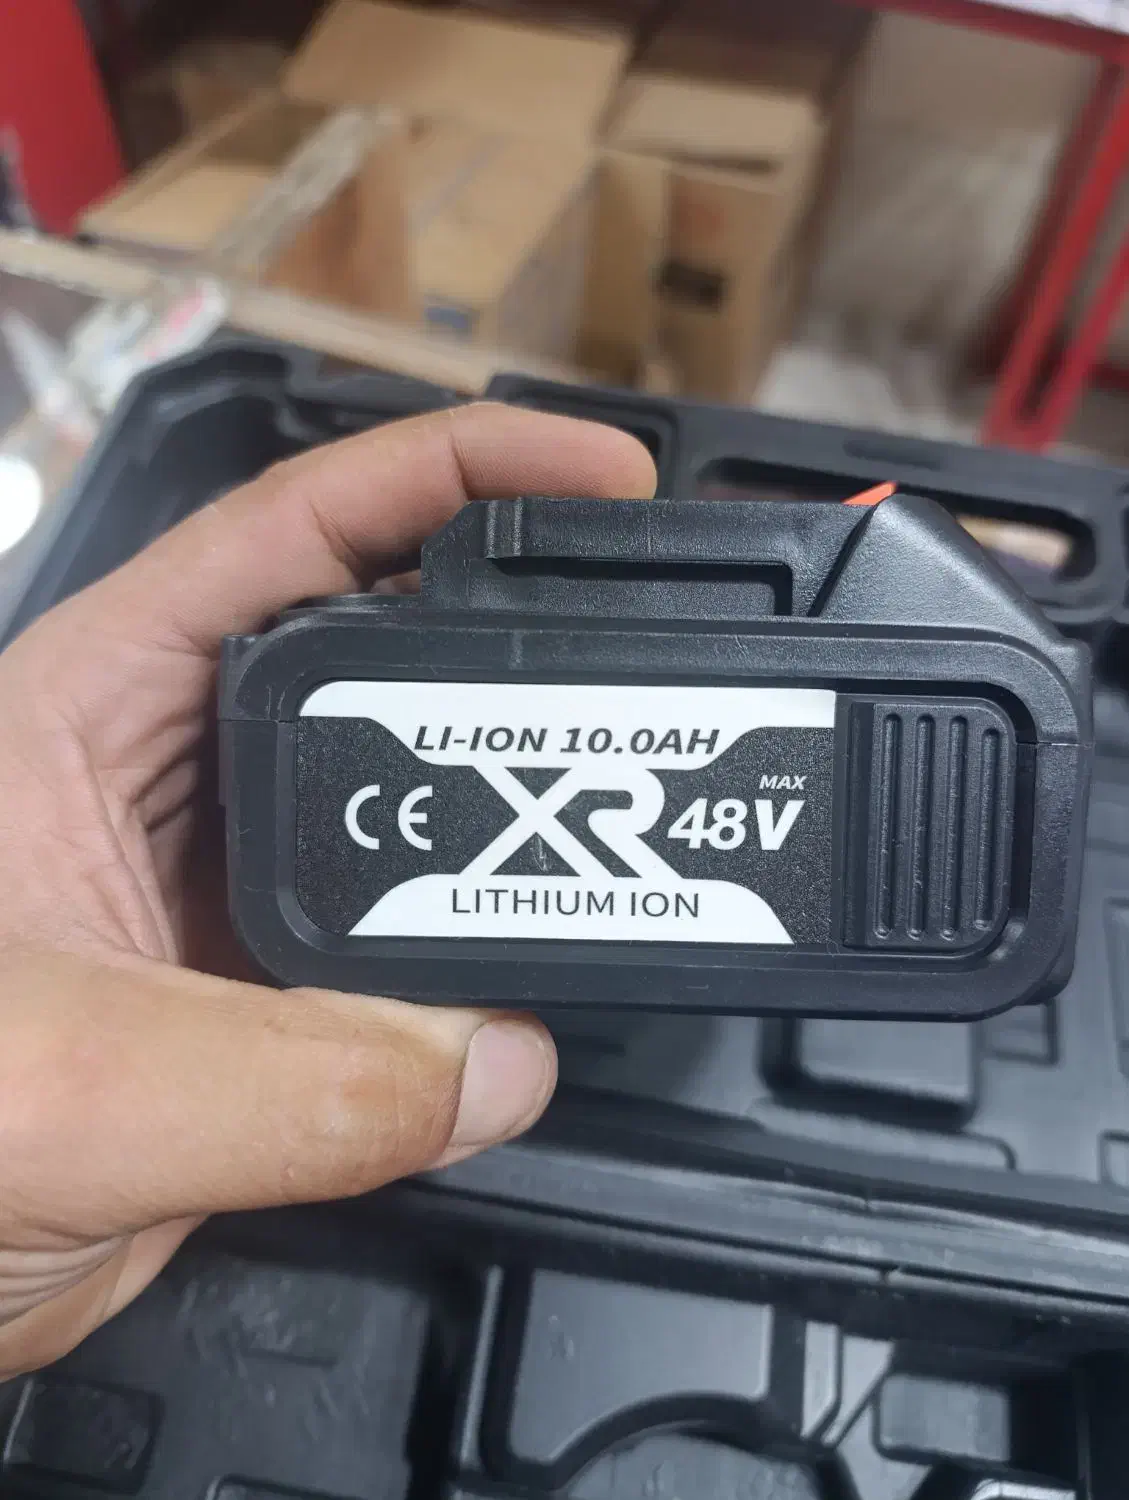 LI-ION 10.0AH
CE XR 48V MAX
LITHIUM ION